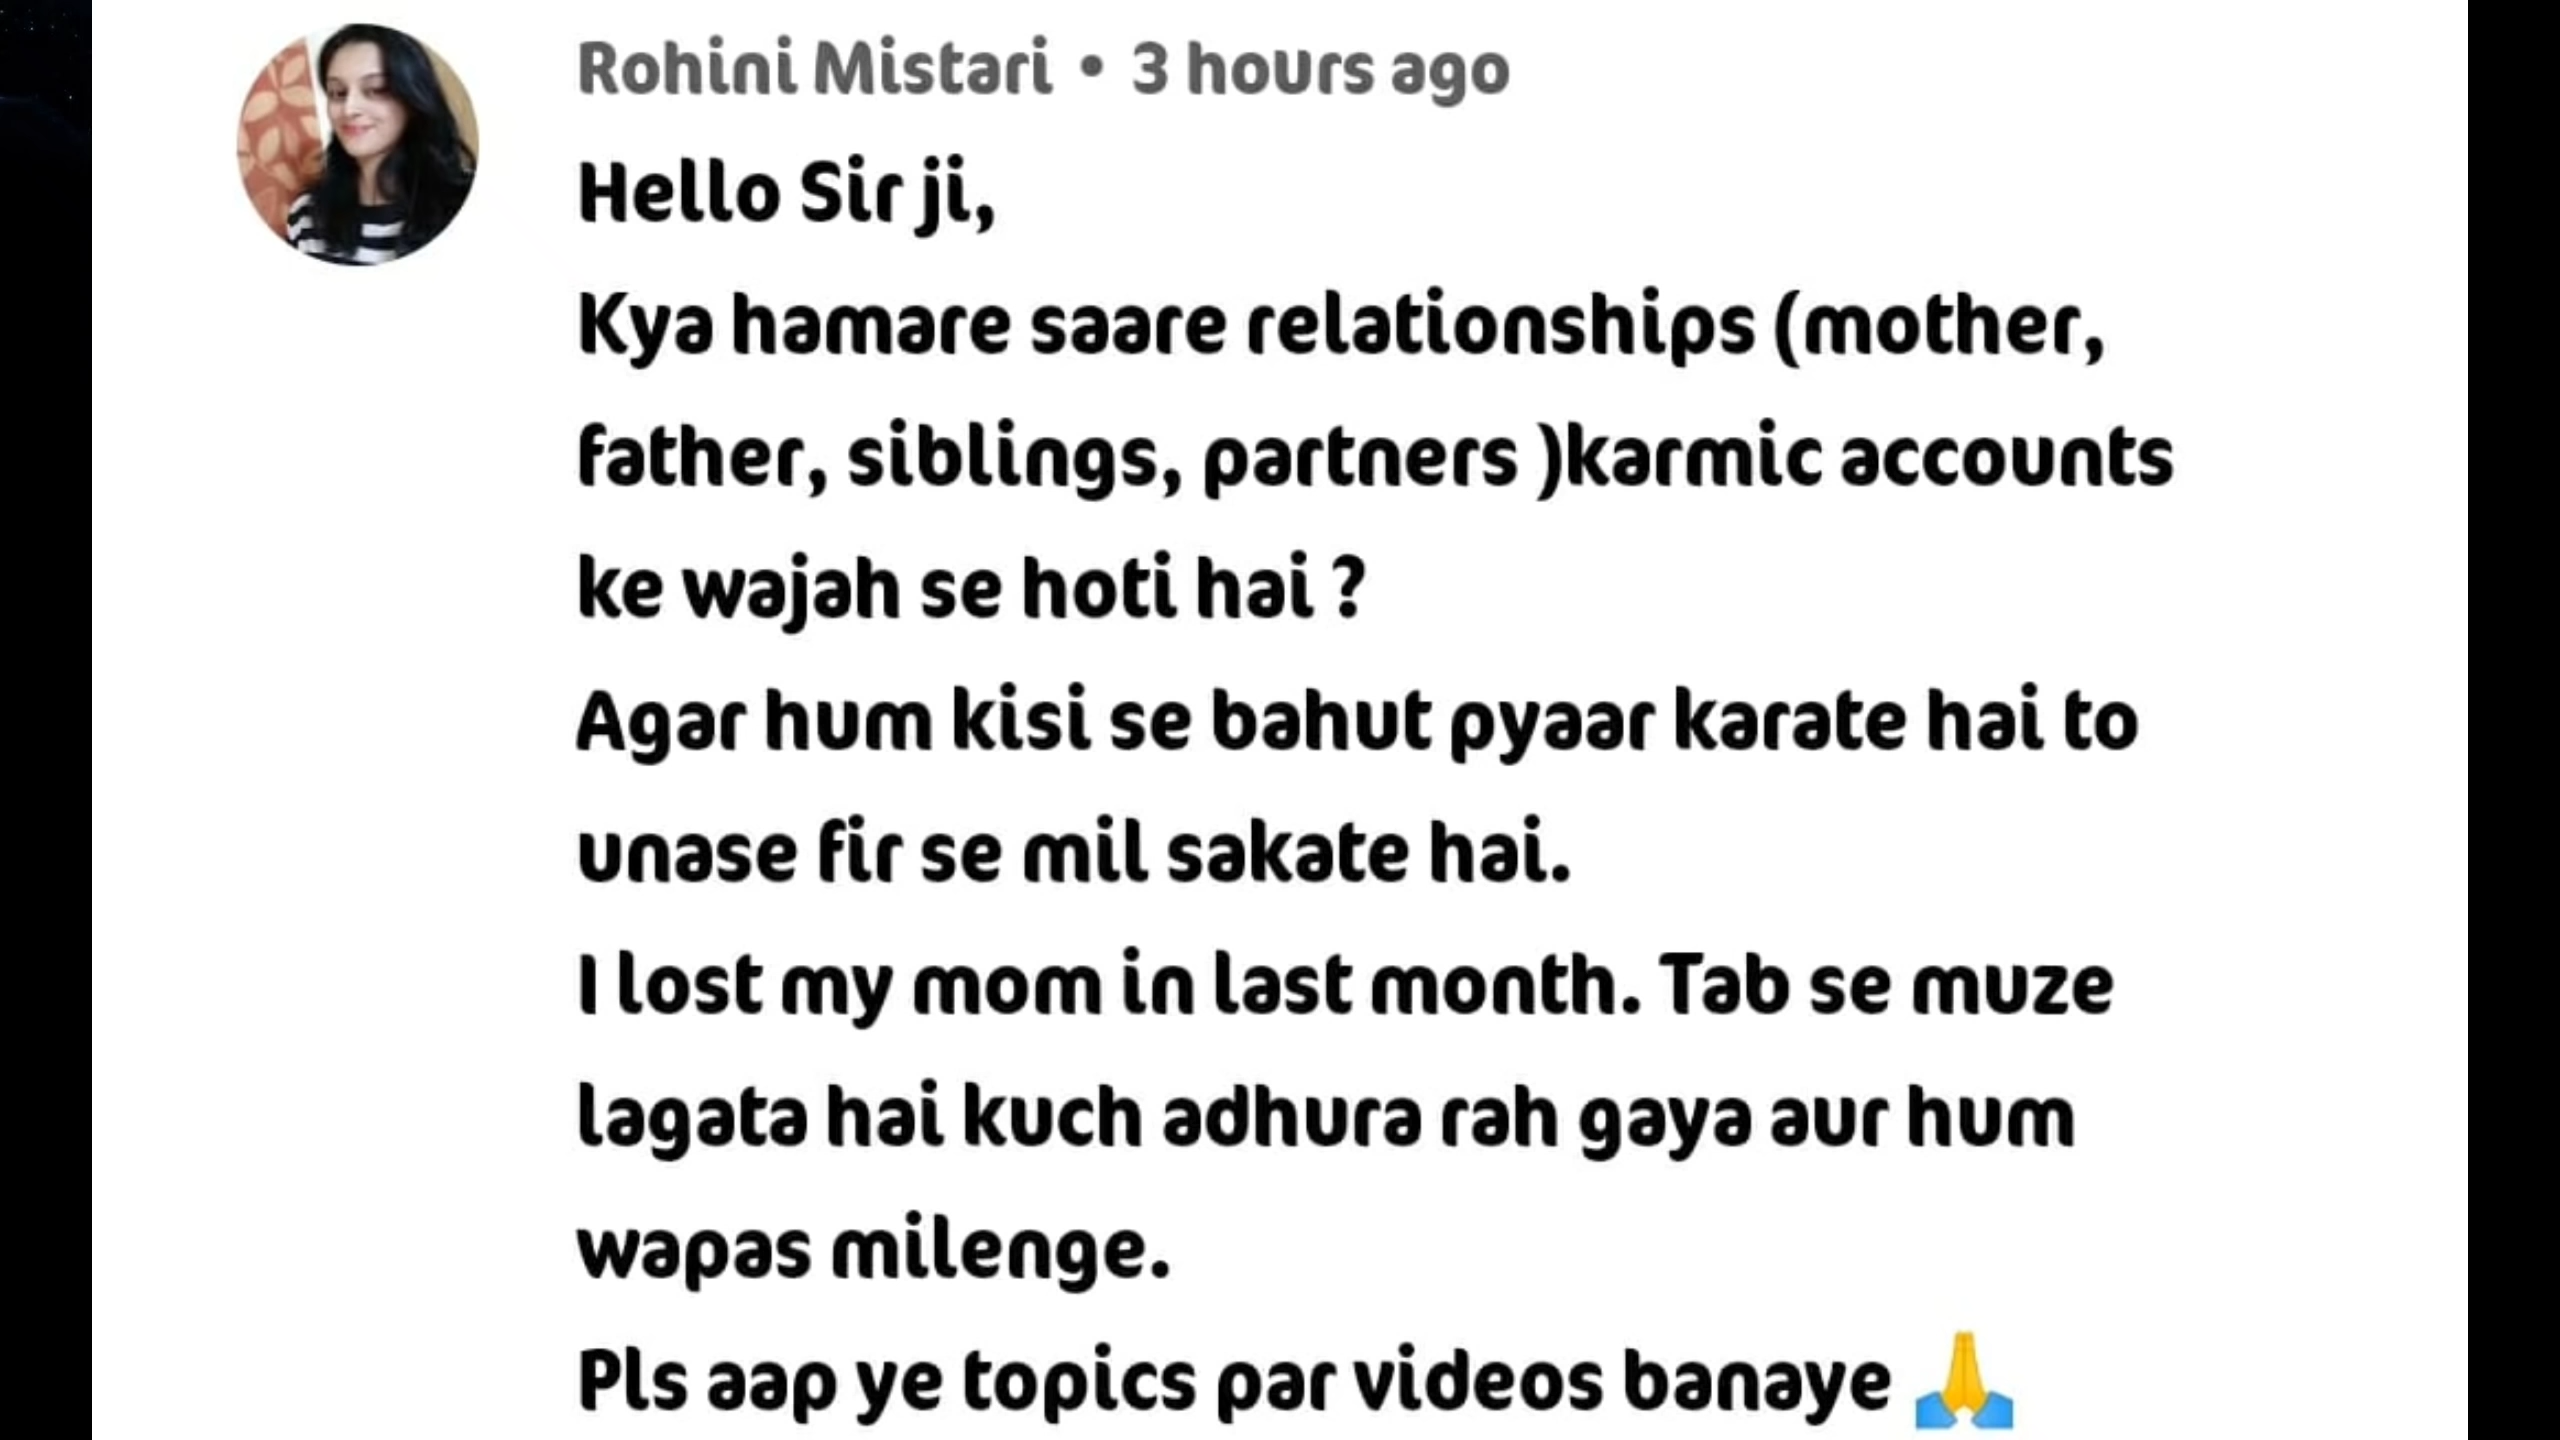 Rohini Mistari • 3 hours ago
Hello Sir ji,
Kya hamare saare relationships (mother,
father, siblings, partners )karmic accounts
ke wajah se hoti hai ?
Agar hum kisi se bahut pyaar karate hai to
unase fir se mil sakate hai.
I lost my mom in last month. Tab se muze
lagata hai kuch adhura rah gaya aur hum
wapas milenge.
Pls aap ye topics par videos banaye 🙏